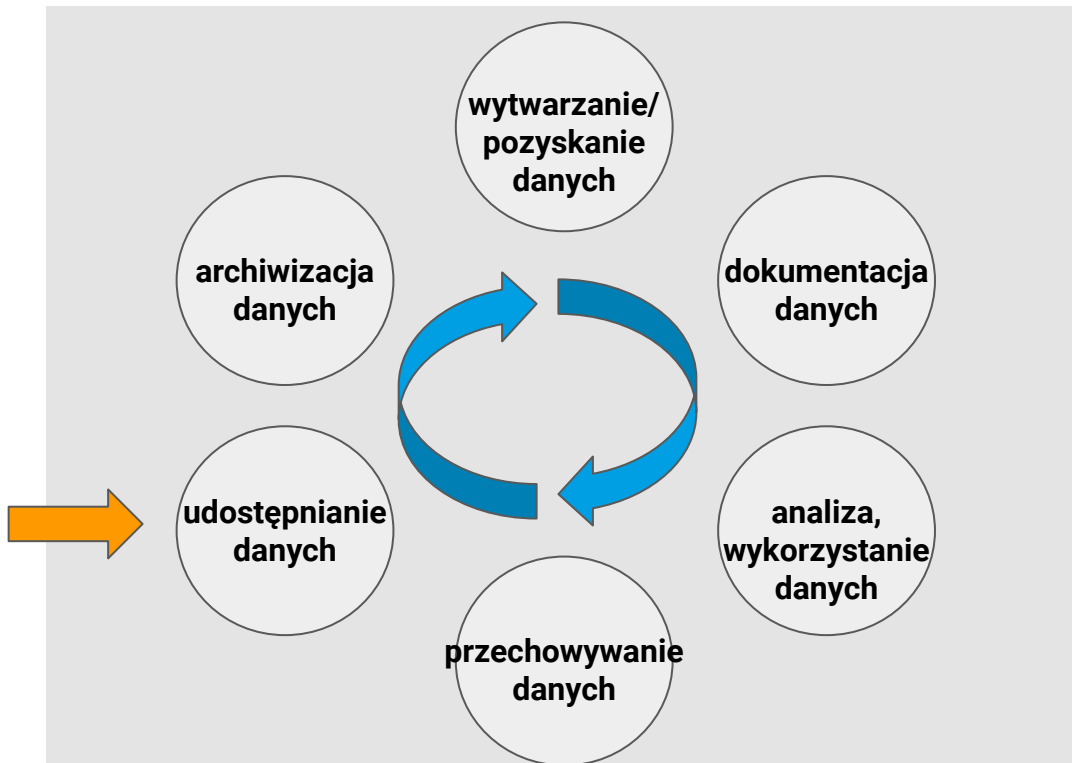 wytwarzanie/
pozyskanie
danych
dokumentacja
danych
analiza,
wykorzystanie
danych
przechowywanie
danych
udostępnianie
danych
archiwizacja
danych